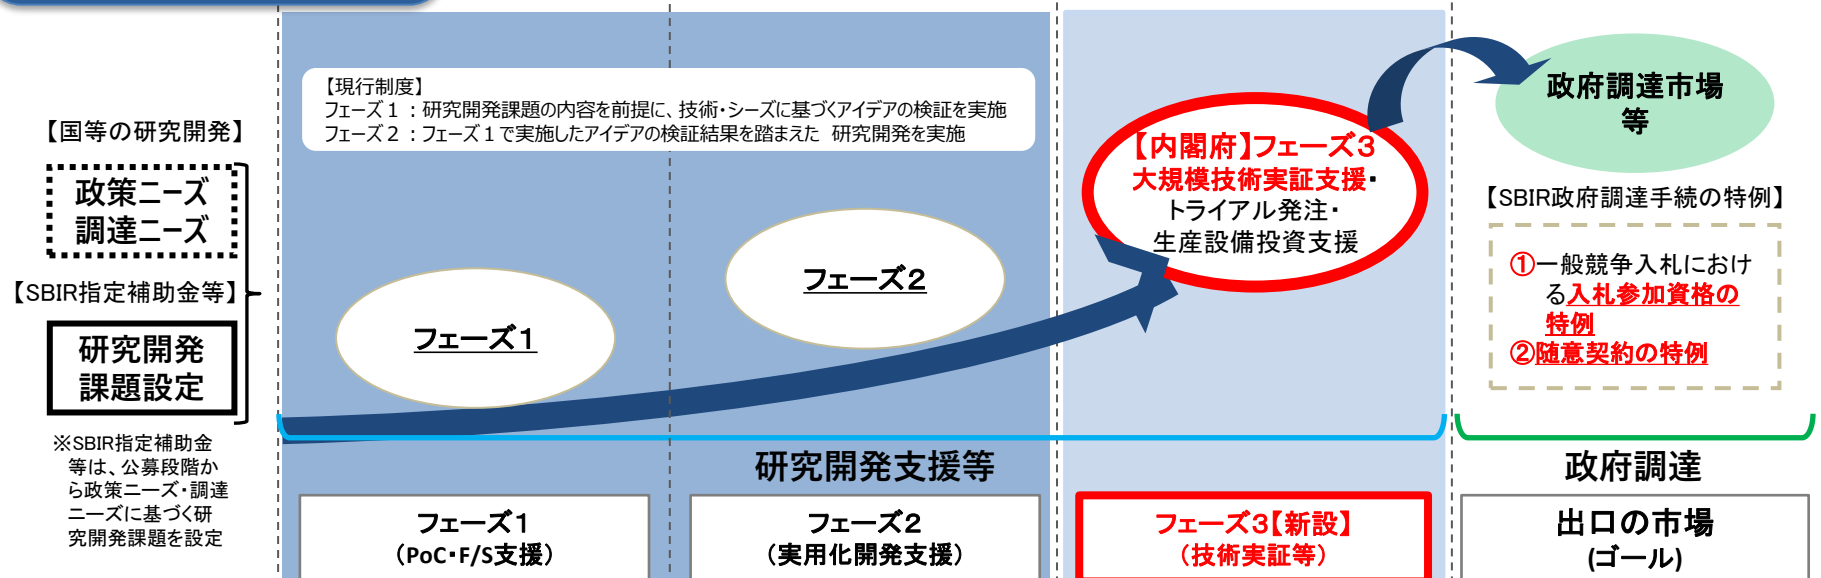 【国等の研究開発】
政策ニーズ
調達ニーズ
【SBIR指定補助金等】
研究開発
課題設定
※SBIR指定補助金
等は、公募段階か
ら政策ニーズ・調達
ニーズに基づく研
究開発課題を設定
【現行制度】
フェーズ１：研究開発課題の内容を前提に、技術・シーズに基づくアイデアの検証を実施
フェーズ２：フェーズ１で実施したアイデアの検証結果を踏まえた 研究開発を実施
フェーズ１
フェーズ２
【内閣府】フェーズ３
大規模技術実証支援・
トライアル発注・
生産設備投資支援
政府調達市場
等
【SBIR政府調達手続の特例】
①一般競争入札におけ
る入札参加資格の
特例
②随意契約の特例
研究開発支援等
政府調達
フェーズ１
（PoC・F/S支援）
フェーズ２
（実用化開発支援）
フェーズ３【新設】
（技術実証等）
出口の市場
(ゴール)